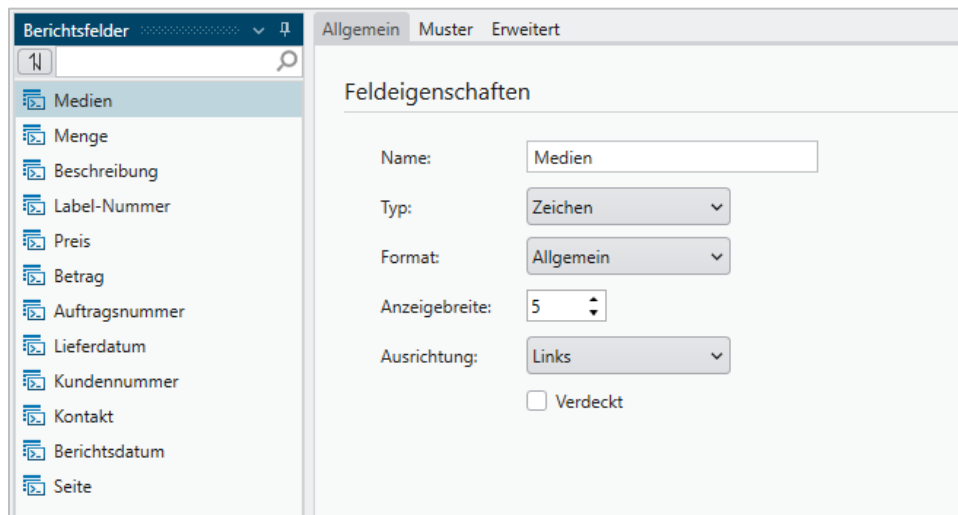 Berichtsfelder
Medien
Menge
Beschreibung
Label-Nummer
Preis
Betrag
Auftragsnummer
Lieferdatum
Kundennummer
Kontakt
Berichtsdatum
Seite
Allgemein Muster Erweitert
Feldeigenschaften
Name: Medien
Typ: Zeichen
Format: Allgemein
Anzeigebreite: 5
Ausrichtung: Links
Verdeckt